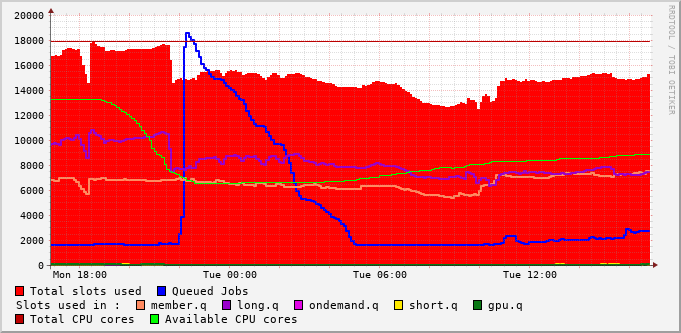 20000
18000
16000
14000
12000
10000
8000
6000
4000
2000
0
Mon 18:00 Tue 00:00 Tue 06:00 Tue 12:00
RRDTOOL / TOBI OETIKER
Total slots used Queued Jobs
Slots used in : member.q long.q ondemand.q short.q gpu.q
Total CPU cores Available CPU cores